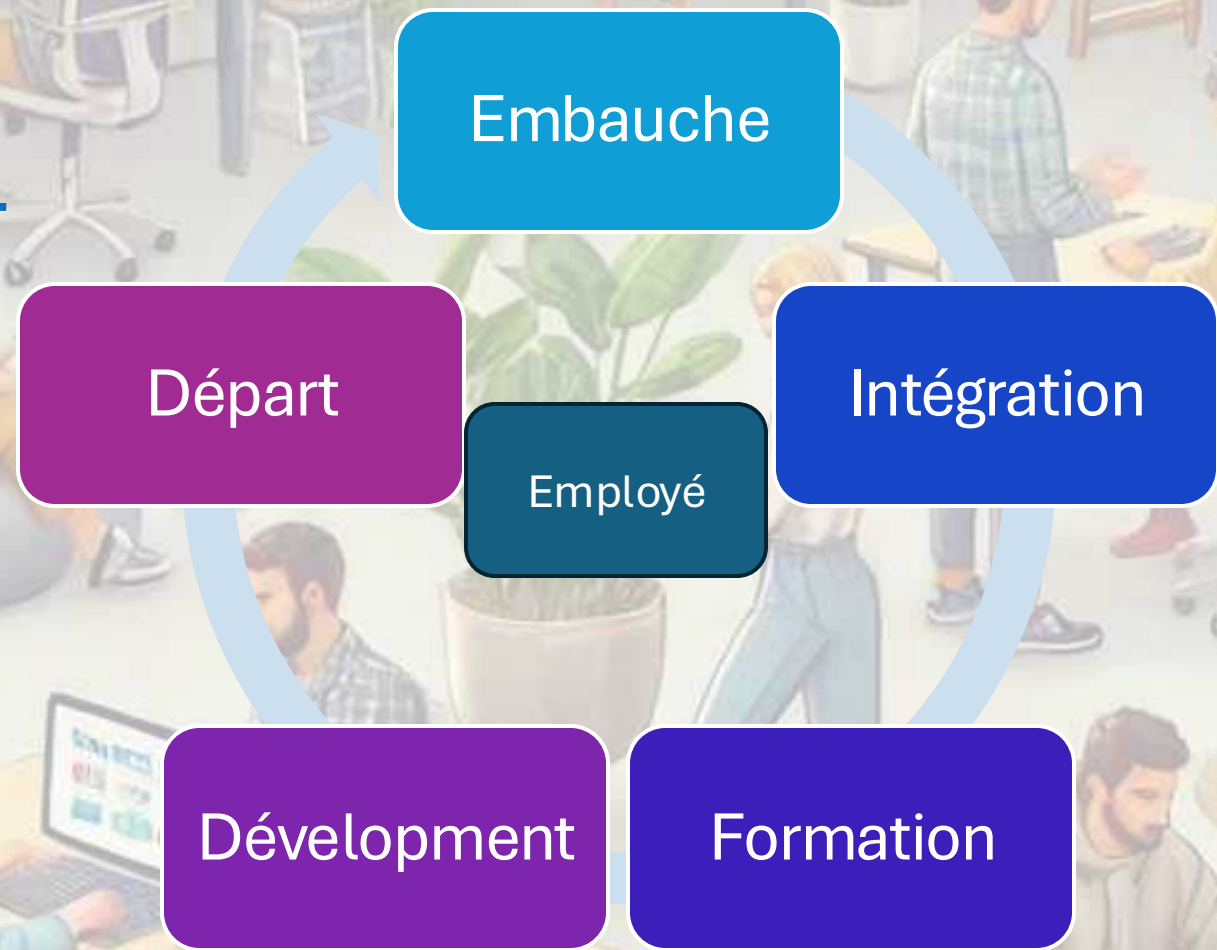 Embauche
Intégration
Formation
Dévelopment
Départ
Employé